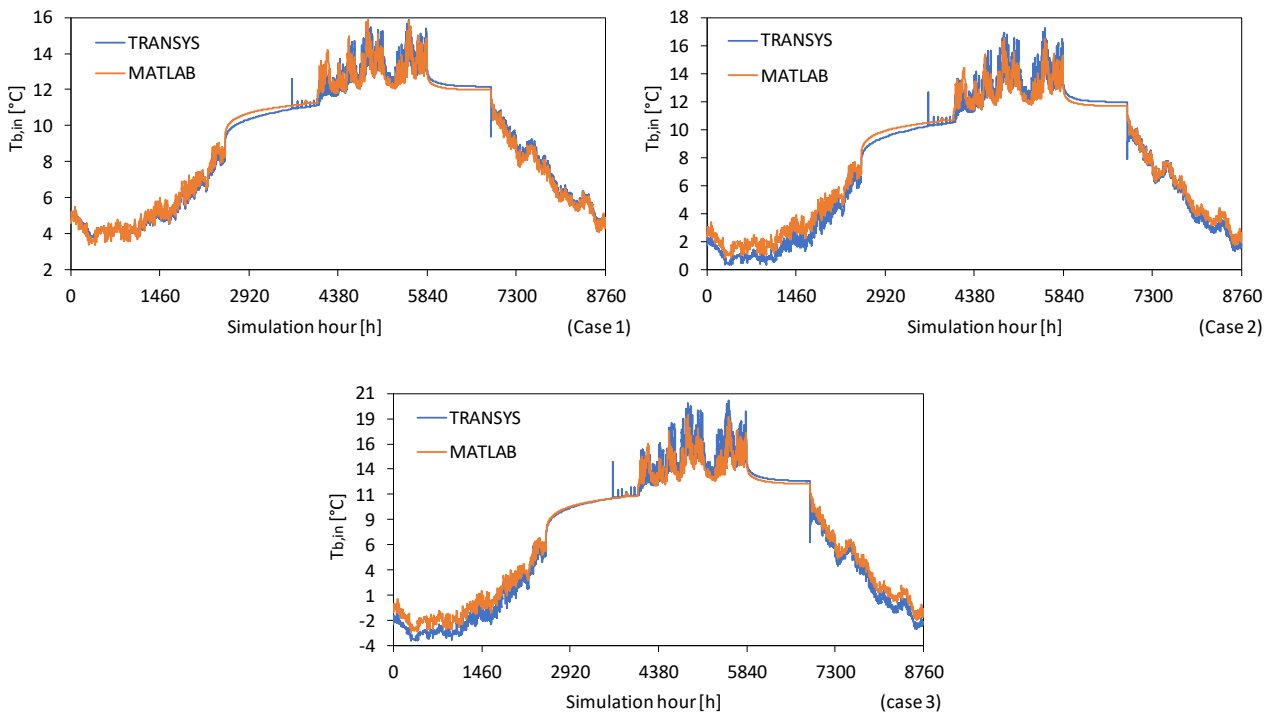 16
14
12
10
8
6
4
2
Tb,in [°C]
TRANSYS
MATLAB
0 1460 2920 4380 5840 7300 8760
Simulation hour [h]
(Case 1)
18
16
14
12
10
8
6
4
2
0
Tb,in [°C]
TRANSYS
MATLAB
0 1460 2920 4380 5840 7300 8760
Simulation hour [h]
(Case 2)
21
19
16
14
11
9
6
4
1
-2
-4
Tb,in [°C]
TRANSYS
MATLAB
0 1460 2920 4380 5840 7300 8760
Simulation hour [h]
(case 3)